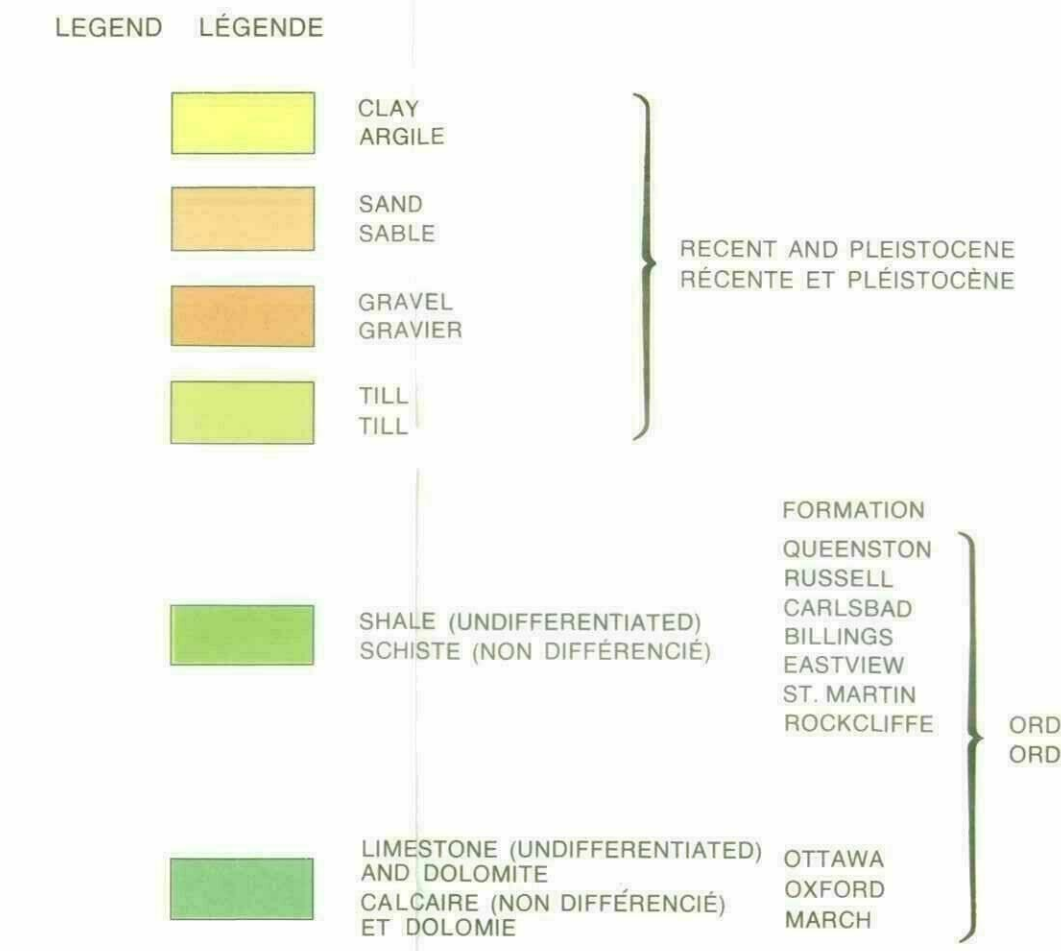 LEGEND LÉGENDE
CLAY
ARGILE
SAND
SABLE
GRAVEL
GRAVIER
TILL
TILL
RECENT AND PLEISTOCENE
RÉCENTE ET PLÉISTOCÈNE
FORMATION
SHALE (UNDIFFERENTIATED)
SCHISTE (NON DIFFÉRENCIÉ)
QUEENSTON
RUSSELL
CARLSBAD
BILLINGS
EASTVIEW
ST. MARTIN
ROCKCLIFFE
ORD
ORD
LIMESTONE (UNDIFFERENTIATED)
AND DOLOMITE
CALCAIRE (NON DIFFÉRENCIÉ)
ET DOLOMIE
OTTAWA
OXFORD
MARCH